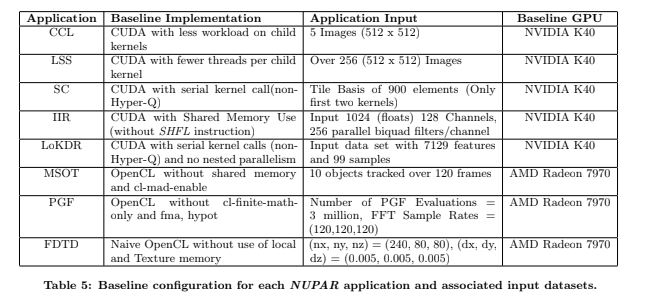 Application Baseline Implementation Application Input Baseline GPU
CCL CUDA with less workload on child 5 Images (512 x 512) NVIDIA K40
kernels
LSS CUDA with fewer threads per child Over 256 (512 x 512) Images NVIDIA K40
kernel
SC CUDA with serial kernel call(non- Tile Basis of 900 elements (Only NVIDIA K40
Hyper-Q) first two kernels)
IIR CUDA with Shared Memory Use Input 1024 (floats) 128 Channels, NVIDIA K40
(without SHFL instruction) 256 parallel biquad filters/channel
LoKDR CUDA with serial kernel calls (non- Input data set with 7129 features NVIDIA K40
Hyper-Q) and no nested parallelism and 99 samples
MSOT OpenCL without shared memory 10 objects tracked over 120 frames AMD Radeon 7970
and cl-mad-enable
PGF OpenCL without cl-finite-math- Number of PGF Evaluations = AMD Radeon 7970
only and fma, hypot 3 million, FFT Sample Rates =
(120,120,120)
FDTD Naive OpenCL without use of local (nx, ny, nz) = (240, 80, 80), (dx, dy, AMD Radeon 7970
and Texture memory dz) = (0.005, 0.005, 0.005)
Table 5: Baseline configuration for each NUPAR application and associated input datasets.